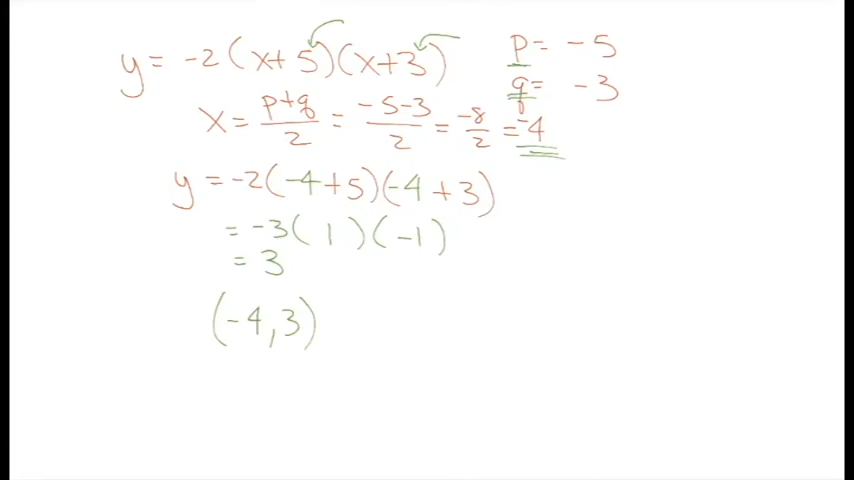 y = -2(x+5)(x+3) p = -5
q = -3
x = p+q/2 = -5-3/2 = -8/2 = -4
y = -2(-4+5)(-4+3)
= -3(1)(-1)
= 3
(-4,3)